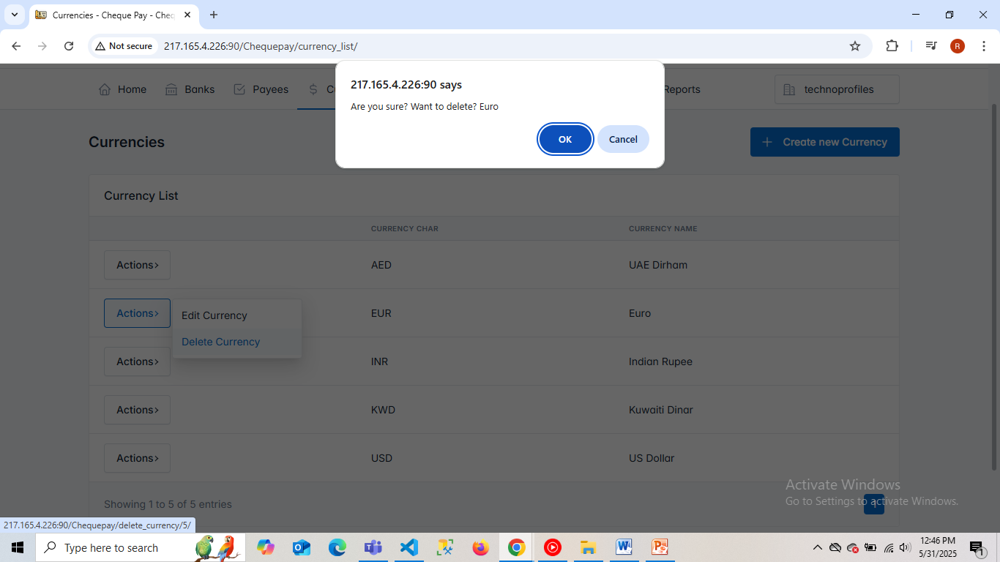 Currencies - Cheque Pay - Cheq
Not secure 217.165.4.226:90/Chequepay/currency_list/ R
217.165.4.226:90 says
Are you sure? Want to delete? Euro
OK Cancel
Home Banks Payees $ C Reports technoprofiles
Currencies + Create new Currency
Currency List
CURRENCY CHAR CURRENCY NAME
Actions> AED UAE Dirham
Actions> EUR Euro
Edit Currency
Delete Currency
Actions> INR Indian Rupee
Actions> KWD Kuwaiti Dinar
Actions> USD US Dollar
Showing 1 to 5 of 5 entries 1
Activate Windows
Go to Settings to activate Windows.
217.165.4.226:90/Chequepay/delete_currency/5/
Type here to search
12:46 PM
5/31/2025
1